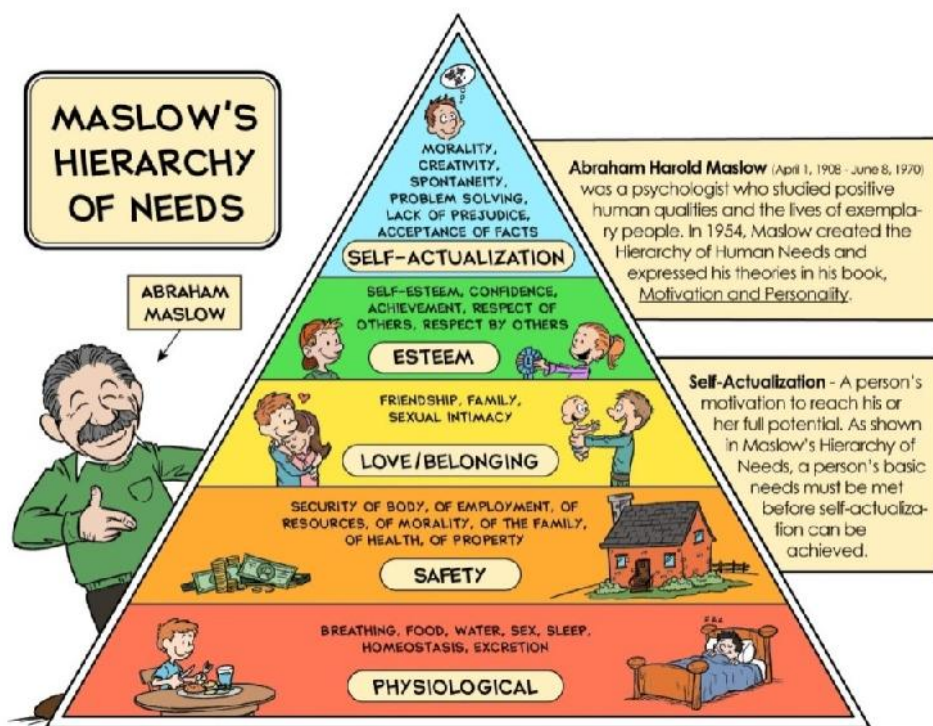 MASLOW'S
HIERARCHY
OF NEEDS
ABRAHAM
MASLOW
MORALITY,
CREATIVITY,
SPONTANEITY,
PROBLEM SOLVING,
LACK OF PREJUDICE,
ACCEPTANCE OF FACTS
SELF-ACTUALIZATION
SELF-ESTEEM, CONFIDENCE,
ACHIEVEMENT, RESPECT OF
OTHERS, RESPECT BY OTHERS
ESTEEM
FRIENDSHIP, FAMILY,
SEXUAL INTIMACY
LOVE/BELONGING
SECURITY OF BODY, OF EMPLOYMENT, OF
RESOURCES, OF MORALITY, OF THE FAMILY,
OF HEALTH, OF PROPERTY
SAFETY
BREATHING, FOOD, WATER, SEX, SLEEP,
HOMEOSTASIS, EXCRETION
PHYSIOLOGICAL
Abraham Harold Maslow (April 1, 1908 - June 8, 1970)
was a psychologist who studied positive
human qualities and the lives of exempla-
ry people. In 1954, Maslow created the
Hierarchy of Human Needs and
expressed his theories in his book,
Motivation and Personality.
Self-Actualization - A person's
motivation to reach his or
her full potential. As shown
in Maslow's Hierarchy of
Needs, a person's basic
needs must be met
before self-actualiza-
tion can be
achieved.